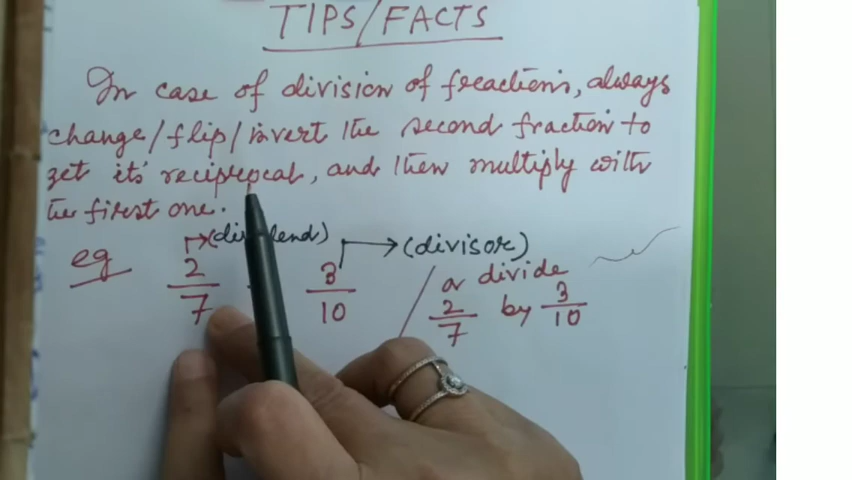 TIPS/FACTS
In case of division of fractions, always
change/flip/invert the second fraction to
get its' reciprocal, and then multiply with
the first one.
eg
(dividend)
(divisor)
2/7
3/10
or divide
2/7 by 3/10